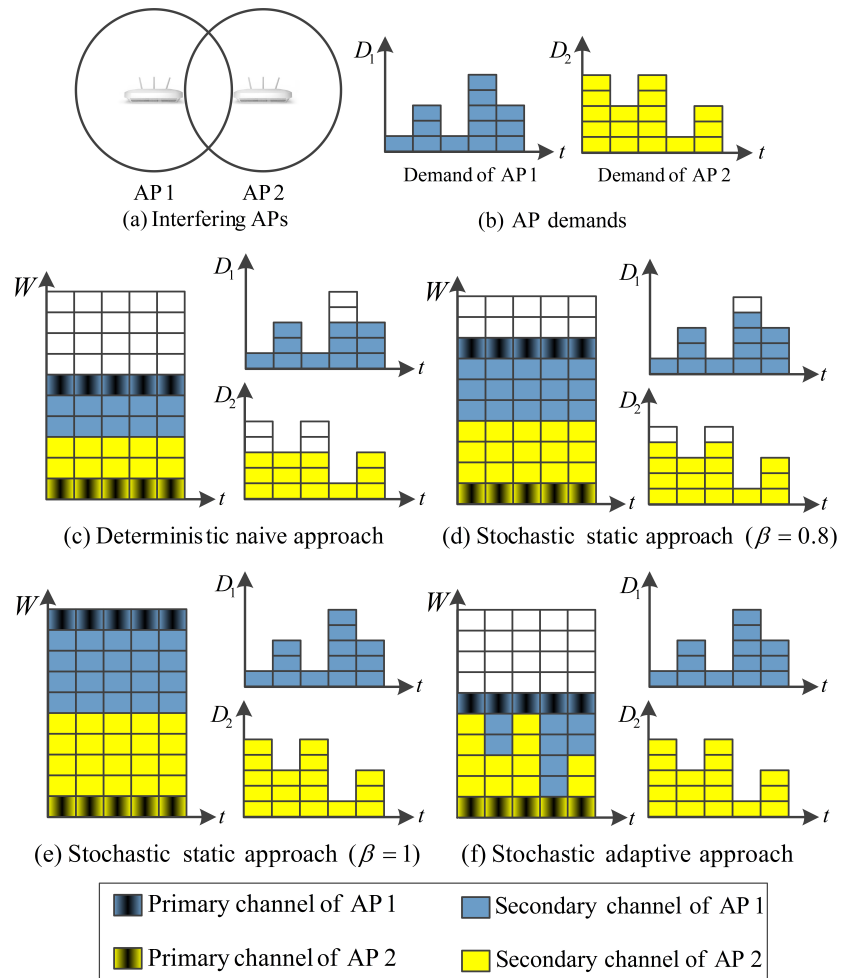 D1
t
D2
t
Demand of AP 1
Demand of AP 2
AP 1
AP 2
(a) Interfering APs
(b) AP demands
W
t
D1
t
D2
t
(c) Deterministic naive approach
W
t
D1
t
D2
t
(d) Stochastic static approach (β = 0.8)
W
t
D1
t
D2
t
(e) Stochastic static approach (β = 1)
W
t
D1
t
D2
t
(f) Stochastic adaptive approach
Primary channel of AP 1
Secondary channel of AP 1
Primary channel of AP 2
Secondary channel of AP 2